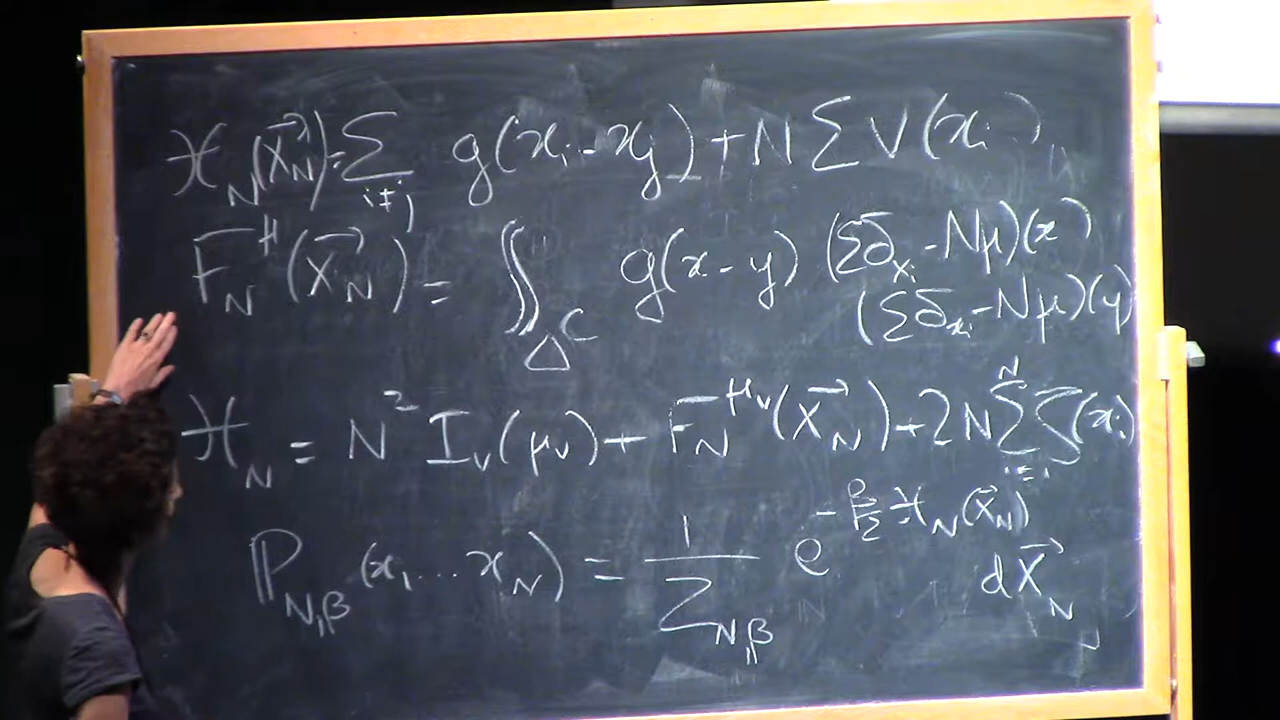 ℋ_N(X⃗_N) = Σ_{i≠j} g(x_i - x_j) + N Σ V(x_i)
F_N^μ(X⃗_N) = ∬_{Δ^c} g(x-y) (Σδ_{x_i} - Nμ)(x)
(Σδ_{x_i} - Nμ)(y)
ℋ_N = N² I_V(μ_V) + F_N^{μ_V}(X⃗_N) + 2N Σ_{i=1}^N ζ(x_i)
ℙ_{N,β}(x_1 ... x_N) = 1/Z_{N,β} e^{-β/2 ℋ_N(X⃗_N)} dX⃗_N